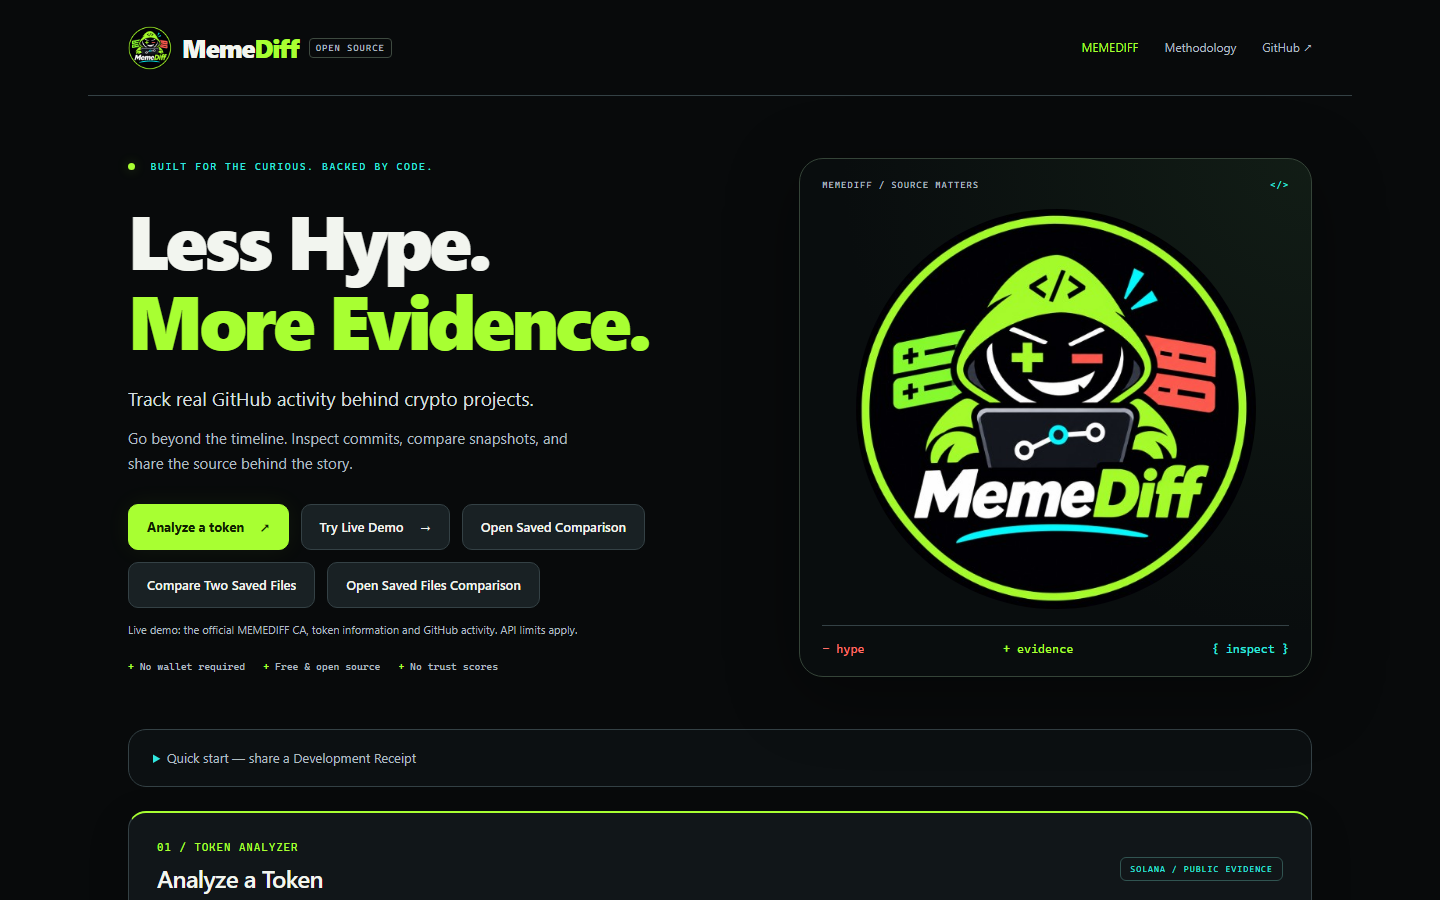 MemeDiff
MemeDiff OPEN SOURCE
MEMEDIFF Methodology GitHub ↗
BUILT FOR THE CURIOUS. BACKED BY CODE.
Less Hype.
More Evidence.
Track real GitHub activity behind crypto projects.
Go beyond the timeline. Inspect commits, compare snapshots, and
share the source behind the story.
Analyze a token ↗
Try Live Demo →
Open Saved Comparison
Compare Two Saved Files
Open Saved Files Comparison
Live demo: the official MEMEDIFF CA, token information and GitHub activity. API limits apply.
+ No wallet required + Free & open source + No trust scores
MEMEDIFF / SOURCE MATTERS </>
</>
MemeDiff
− hype + evidence { inspect }
▶ Quick start — share a Development Receipt
01 / TOKEN ANALYZER
Analyze a Token
SOLANA / PUBLIC EVIDENCE